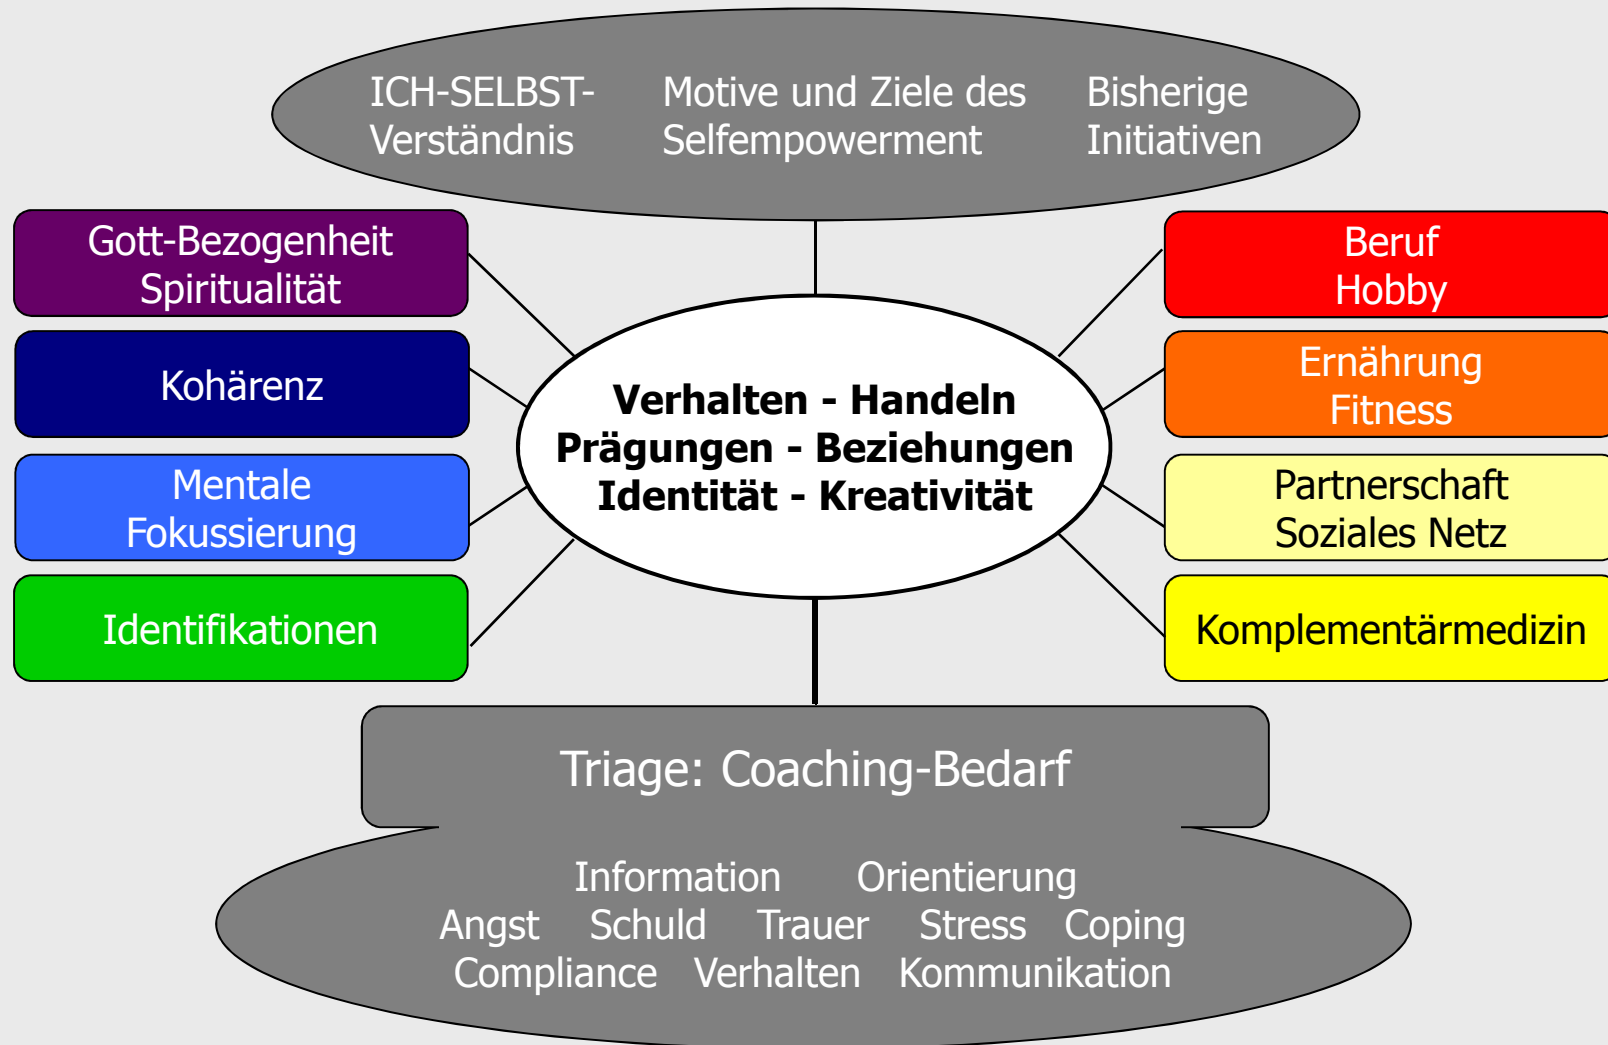 ICH-SELBST-
Verständnis
Motive und Ziele des
Selfempowerment
Bisherige
Initiativen
Gott-Bezogenheit
Spiritualität
Kohärenz
Mentale
Fokussierung
Identifikationen
Verhalten - Handeln
Prägungen - Beziehungen
Identität - Kreativität
Beruf
Hobby
Ernährung
Fitness
Partnerschaft
Soziales Netz
Komplementärmedizin
Triage: Coaching-Bedarf
Information Orientierung
Angst Schuld Trauer Stress Coping
Compliance Verhalten Kommunikation